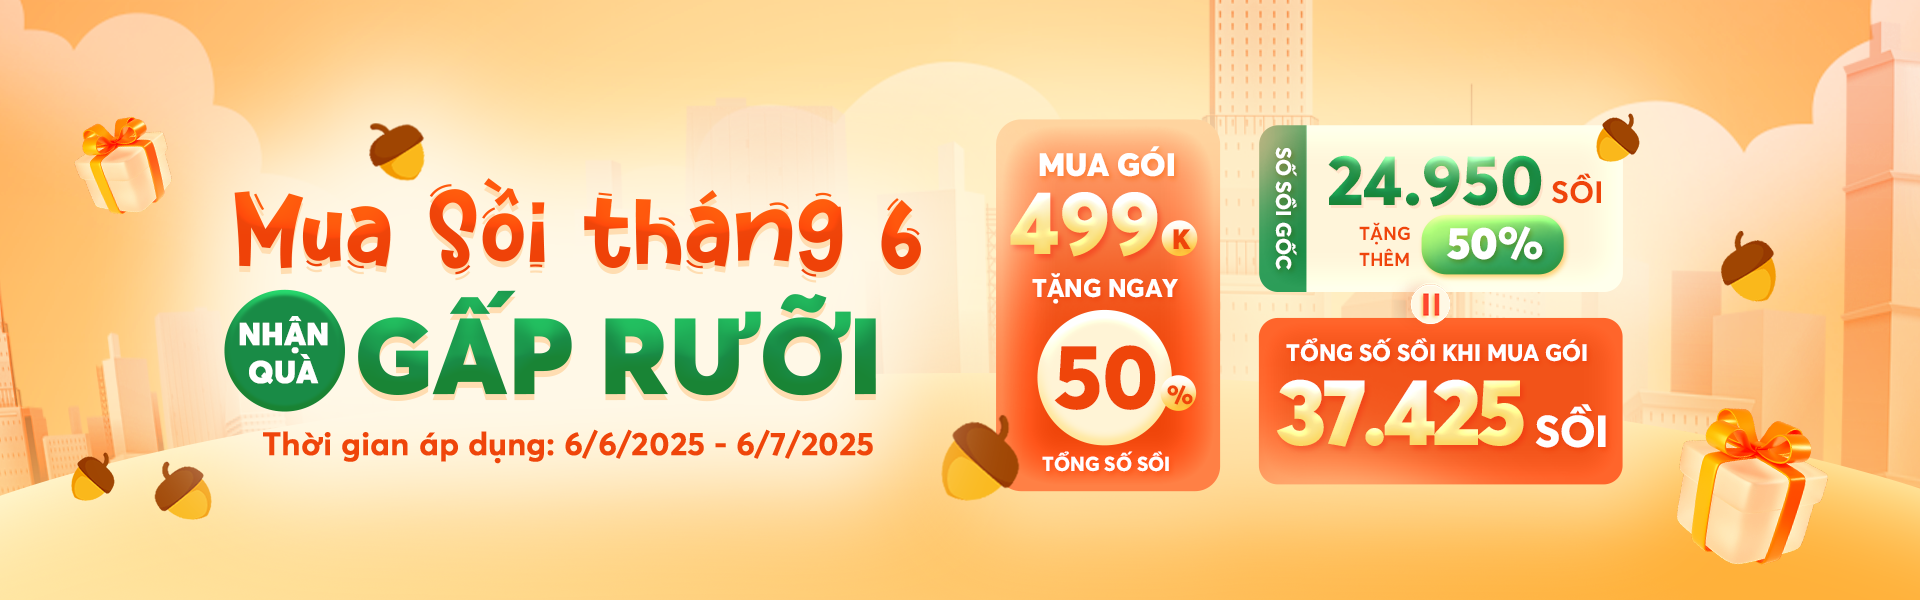 Mua Sồi tháng 6
NHẬN
QUÀ
GẤP RƯỠI
Thời gian áp dụng: 6/6/2025 - 6/7/2025
MUA GÓI
499K
TẶNG NGAY
50%
TỔNG SỐ SỒI
SỐ SỒI GỐC
24.950 SỒI
TẶNG
THÊM
50%
=
TỔNG SỐ SỒI KHI MUA GÓI
37.425 SỒI